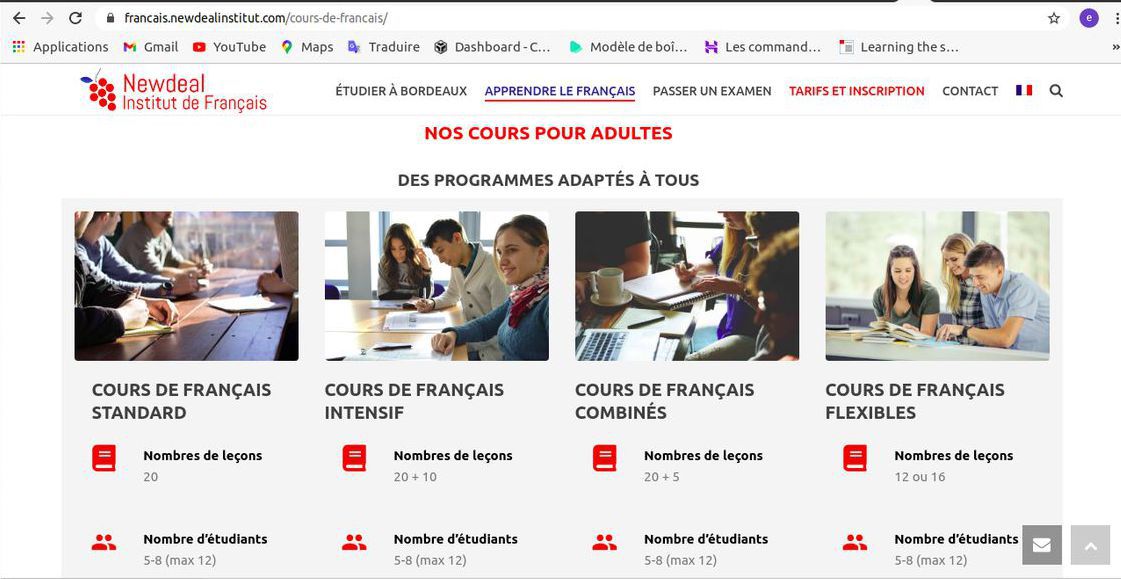 francais.newdealinstitut.com/cours-de-francais/
e
Applications Gmail YouTube Maps Traduire Dashboard - C... Modèle de boî... Les command... Learning the s... »
Newdeal
Institut de Français
ÉTUDIER À BORDEAUX APPRENDRE LE FRANÇAIS PASSER UN EXAMEN TARIFS ET INSCRIPTION CONTACT
NOS COURS POUR ADULTES
DES PROGRAMMES ADAPTÉS À TOUS
COURS DE FRANÇAIS
STANDARD
Nombres de leçons
20
Nombre d’étudiants
5-8 (max 12)
COURS DE FRANÇAIS
INTENSIF
Nombres de leçons
20 + 10
Nombre d’étudiants
5-8 (max 12)
COURS DE FRANÇAIS
COMBINÉS
Nombres de leçons
20 + 5
Nombre d’étudiants
5-8 (max 12)
COURS DE FRANÇAIS
FLEXIBLES
Nombres de leçons
12 ou 16
Nombre d’étudiants
5-8 (max 12)